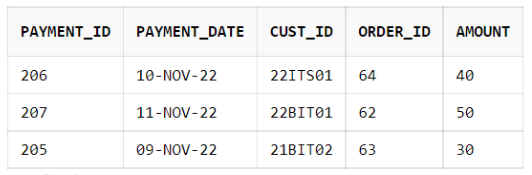 PAYMENT_ID PAYMENT_DATE CUST_ID ORDER_ID AMOUNT
206 10-NOV-22 22ITS01 64 40
207 11-NOV-22 22BIT01 62 50
205 09-NOV-22 21BIT02 63 30